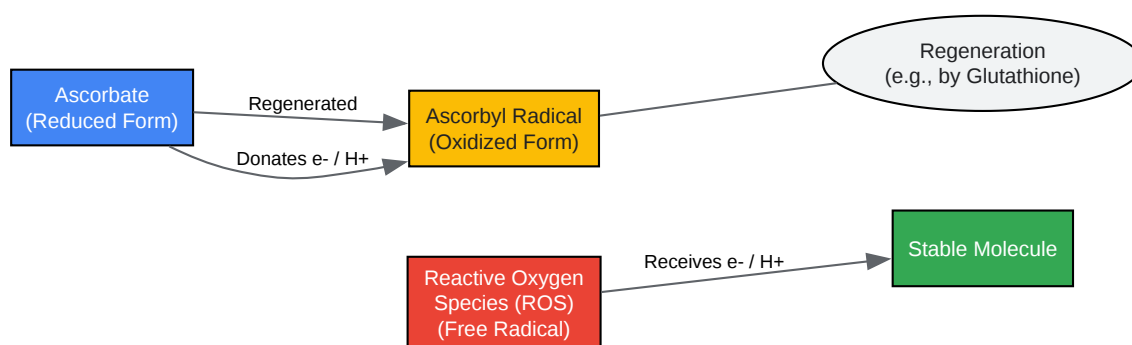 Regeneration
(e.g., by Glutathione)
Ascorbate
(Reduced Form)
Regenerated
Donates e- / H+
Ascorbyl Radical
(Oxidized Form)
Stable Molecule
Receives e- / H+
Reactive Oxygen
Species (ROS)
(Free Radical)